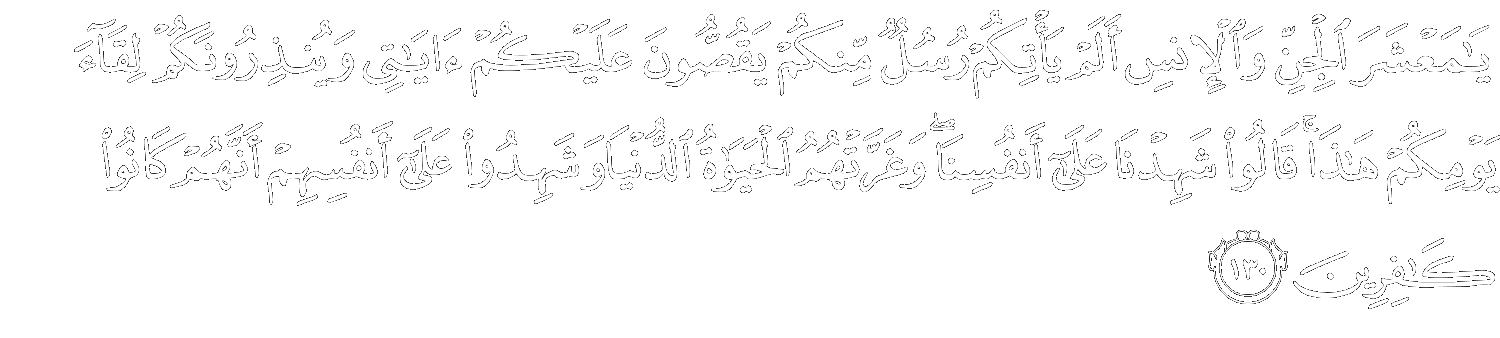 يَٰمَعْشَرَ ٱلْجِنِّ وَٱلْإِنسِ أَلَمْ يَأْتِكُمْ رُسُلٌ مِّنكُمْ يَقُصُّونَ عَلَيْكُمْ ءَايَٰتِى وَيُنذِرُونَكُمْ لِقَآءَ
يَوْمِكُمْ هَٰذَا ۚ قَالُوا۟ شَهِدْنَا عَلَىٰٓ أَنفُسِنَا ۖ وَغَرَّتْهُمُ ٱلْحَيَوٰةُ ٱلدُّنْيَا وَشَهِدُوا۟ عَلَىٰٓ أَنفُسِهِمْ أَنَّهُمْ كَانُوا۟
كَٰفِرِينَ ١٣٠